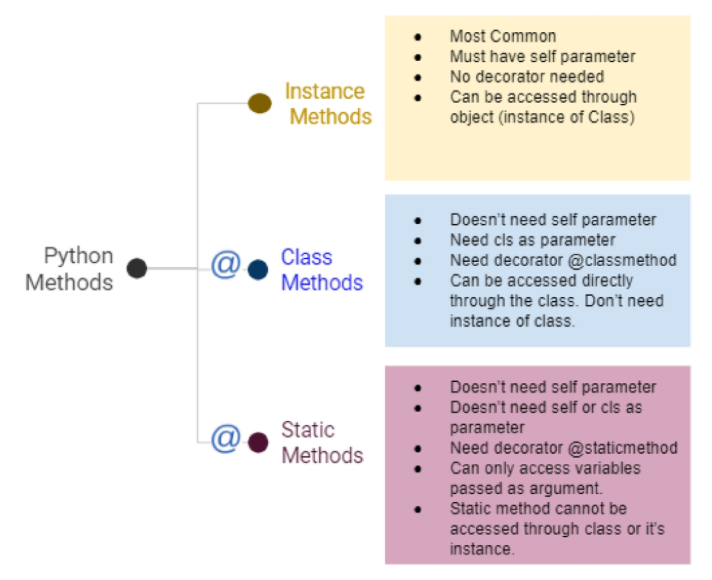 Python
Methods
Instance
Methods
● Most Common
● Must have self parameter
● No decorator needed
● Can be accessed through
object (instance of Class)
@
Class
Methods
● Doesn't need self parameter
● Need cls as parameter
● Need decorator @classmethod
● Can be accessed directly
through the class. Don't need
instance of class.
@
Static
Methods
● Doesn't need self parameter
● Doesn't need self or cls as
parameter
● Need decorator @staticmethod
● Can only access variables
passed as argument.
● Static method cannot be
accessed through class or it's
instance.